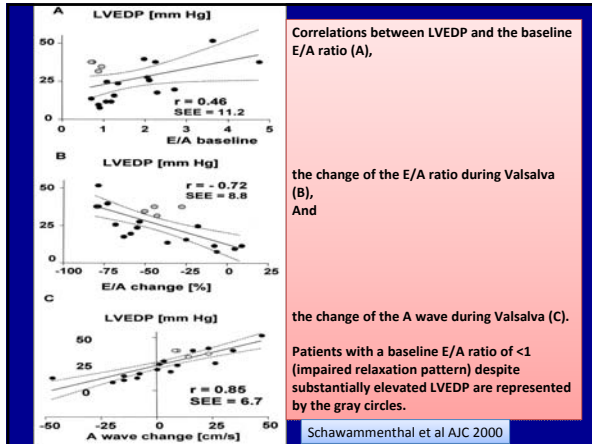 A
LVEDP [mm Hg]
50
25
0
r = 0.46
SEE = 11.2
0 1 2 3 4 5
E/A baseline
B
LVEDP [mm Hg]
50
25
0
r = - 0.72
SEE = 8.8
-100 -75 -50 -25 0 25
E/A change [%]
C
LVEDP [mm Hg]
50
25
0
r = 0.85
SEE = 6.7
-50 -25 0 25 50
A wave change [cm/s]
Correlations between LVEDP and the baseline
E/A ratio (A),
the change of the E/A ratio during Valsalva
(B),
And
the change of the A wave during Valsalva (C).
Patients with a baseline E/A ratio of <1
(impaired relaxation pattern) despite
substantially elevated LVEDP are represented
by the gray circles.
Schawammenthal et al AJC 2000